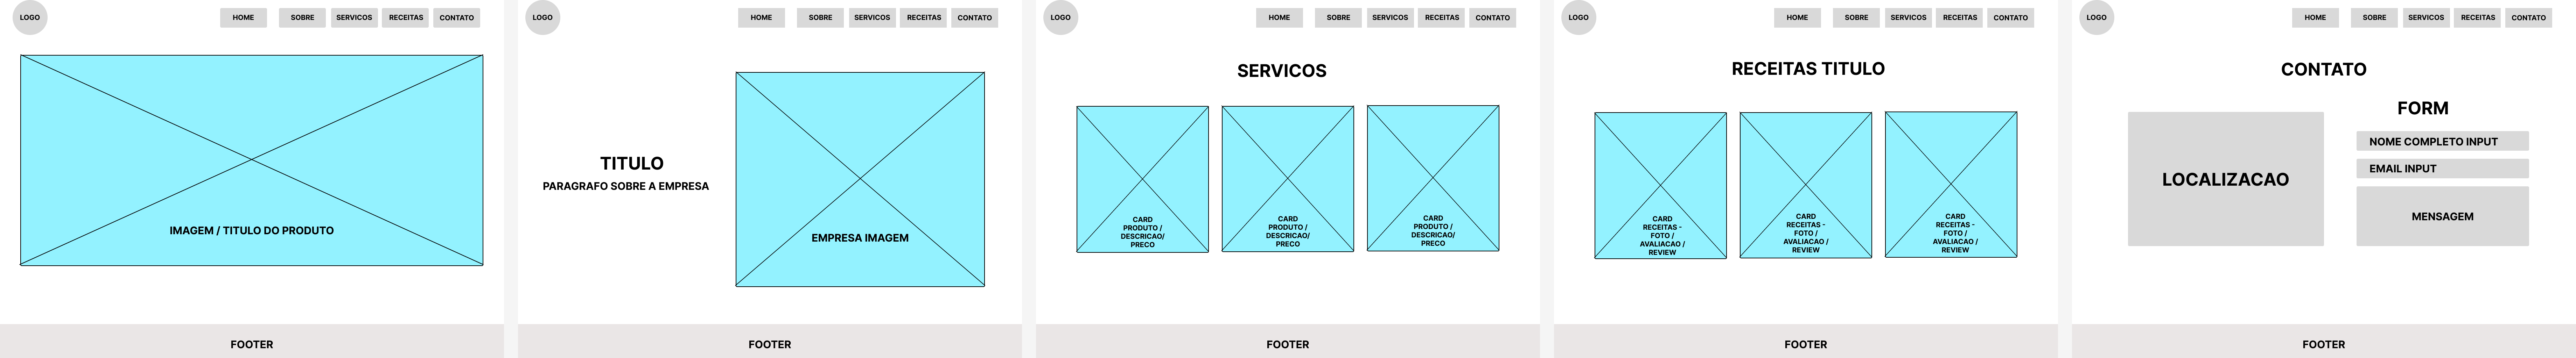 LOGO
HOME
SOBRE
SERVICOS
RECEITAS
CONTATO
IMAGEM / TITULO DO PRODUTO
FOOTER
LOGO
HOME
SOBRE
SERVICOS
RECEITAS
CONTATO
TITULO
PARAGRAFO SOBRE A EMPRESA
EMPRESA IMAGEM
FOOTER
LOGO
HOME
SOBRE
SERVICOS
RECEITAS
CONTATO
SERVICOS
CARD
PRODUTO /
DESCRICAO/
PRECO
CARD
PRODUTO /
DESCRICAO/
PRECO
CARD
PRODUTO /
DESCRICAO/
PRECO
FOOTER
LOGO
HOME
SOBRE
SERVICOS
RECEITAS
CONTATO
RECEITAS TITULO
CARD
RECEITAS -
FOTO /
AVALIACAO /
REVIEW
CARD
RECEITAS -
FOTO /
AVALIACAO /
REVIEW
CARD
RECEITAS -
FOTO /
AVALIACAO /
REVIEW
FOOTER
LOGO
HOME
SOBRE
SERVICOS
RECEITAS
CONTATO
CONTATO
LOCALIZACAO
FORM
NOME COMPLETO INPUT
EMAIL INPUT
MENSAGEM
FOOTER